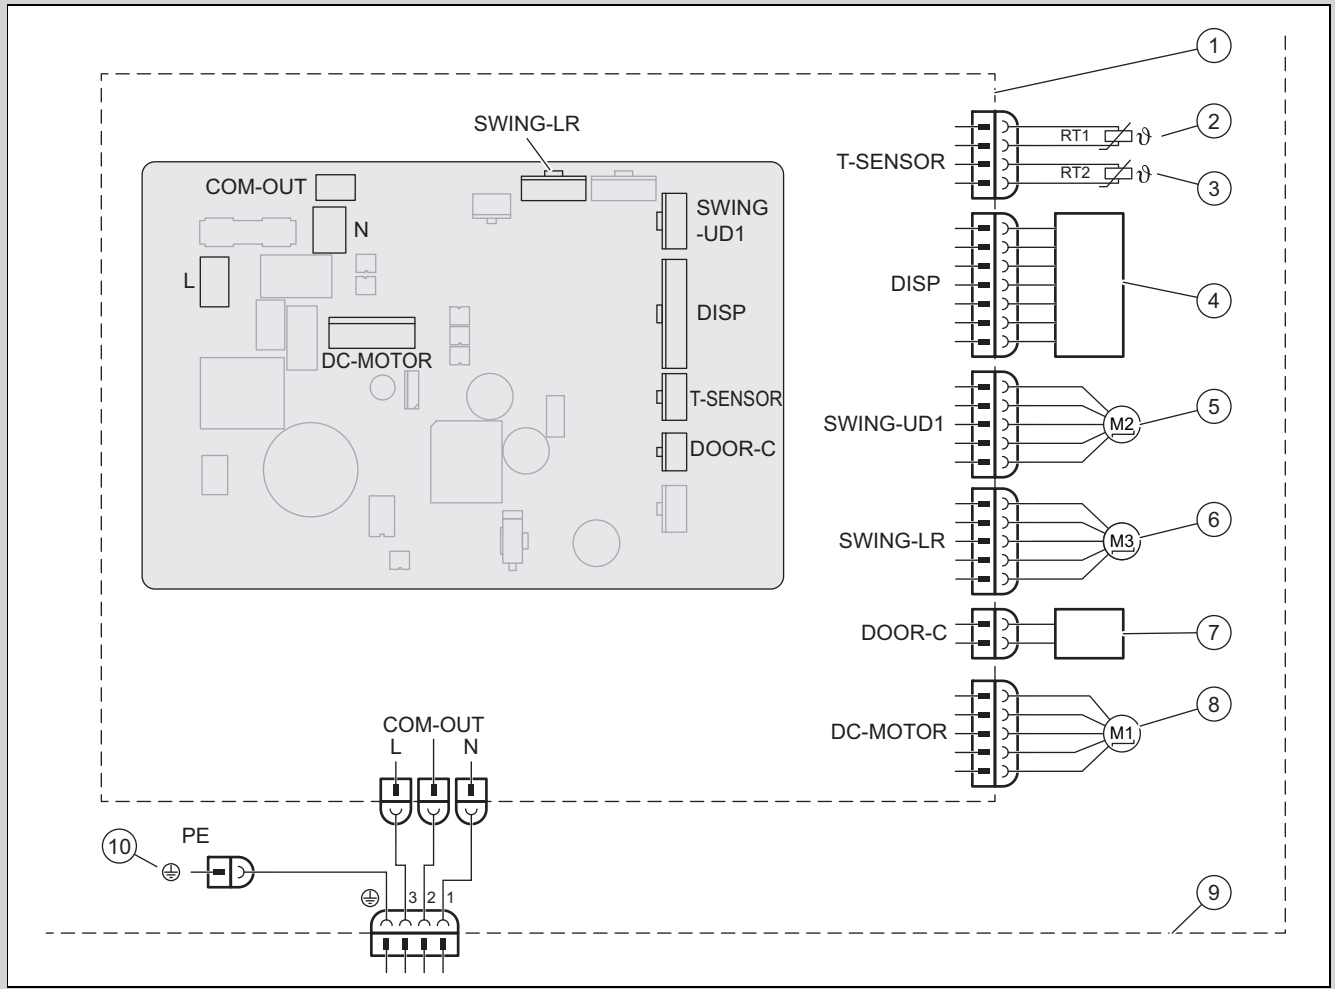 1
SWING-LR
2
RT1 ϑ
T-SENSOR
RT2 ϑ
3
COM-OUT
N
SWING
-UD1
L
DISP
DISP
4
DC-MOTOR
T-SENSOR
5
SWING-UD1
M2
DOOR-C
6
SWING-LR
M3
DOOR-C
7
8
COM-OUT
L N
DC-MOTOR
M1
10
PE
3 2 1
9